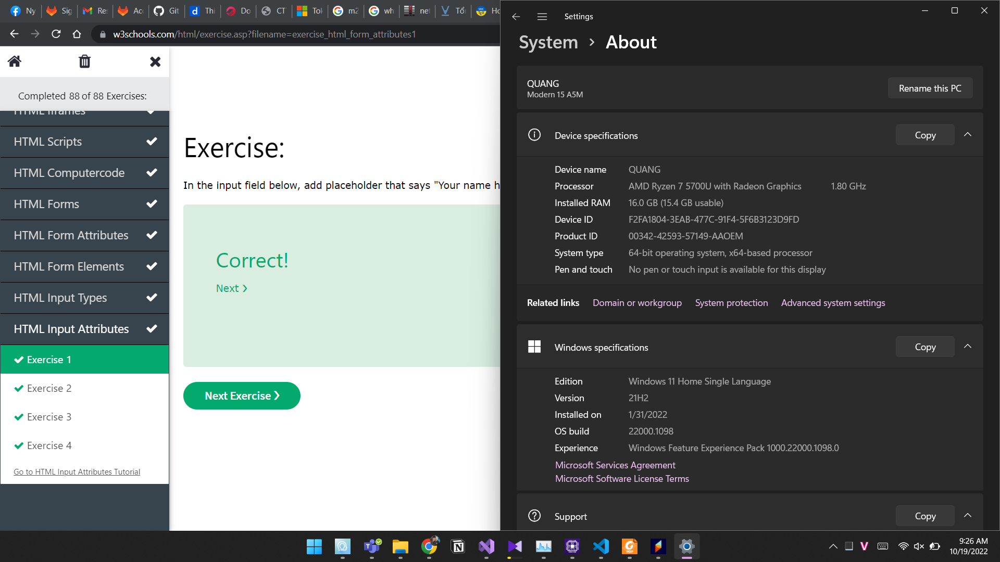 Ny
Sig
Res
Acc
Git
Thi
Do
CT
Tok
m2
wh
net
Tổ
Ho
w3schools.com/html/exercise.asp?filename=exercise_html_form_attributes1
Completed 88 of 88 Exercises:
HTML Iframes
HTML Scripts
HTML Computercode
HTML Forms
HTML Form Attributes
HTML Form Elements
HTML Input Types
HTML Input Attributes
Exercise 1
Exercise 2
Exercise 3
Exercise 4
Go to HTML Input Attributes Tutorial
Exercise:
In the input field below, add placeholder that says "Your name h
Correct!
Next ❯
Next Exercise ❯
Settings
System > About
QUANG
Modern 15 A5M
Rename this PC
Device specifications
Copy
Device name QUANG
Processor AMD Ryzen 7 5700U with Radeon Graphics 1.80 GHz
Installed RAM 16.0 GB (15.4 GB usable)
Device ID F2FA1804-3EAB-477C-91F4-5F6B3123D9FD
Product ID 00342-42593-57149-AAOEM
System type 64-bit operating system, x64-based processor
Pen and touch No pen or touch input is available for this display
Related links Domain or workgroup System protection Advanced system settings
Windows specifications
Copy
Edition Windows 11 Home Single Language
Version 21H2
Installed on 1/31/2022
OS build 22000.1098
Experience Windows Feature Experience Pack 1000.22000.1098.0
Microsoft Services Agreement
Microsoft Software License Terms
Support
Copy
9:26 AM
10/19/2022